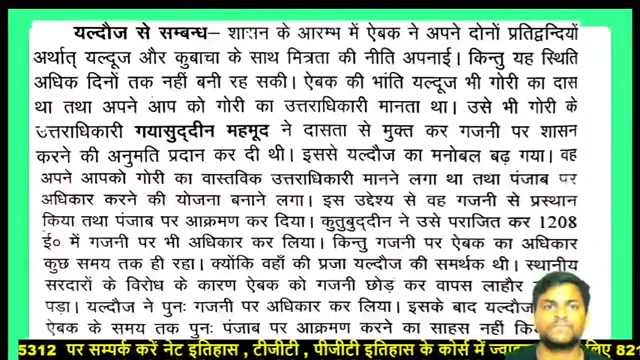 यल्दौज से सम्बन्ध– शासन के आरम्भ में ऐबक ने अपने दोनों प्रतिद्वन्दियों
अर्थात् यल्दूज और कुबाचा के साथ मित्रता की नीति अपनाई। किन्तु यह स्थिति
अधिक दिनों तक नहीं बनी रह सकी। ऐबक की भांति यल्दूज भी गोरी का दास
था तथा अपने आप को गोरी का उत्तराधिकारी मानता था। उसे भी गोरी के
उत्तराधिकारी गयासुद्दीन महमूद ने दासता से मुक्त कर गजनी पर शासन
करने की अनुमति प्रदान कर दी थी। इससे यल्दौज का मनोबल बढ़ गया। वह
अपने आपको गोरी का वास्तविक उत्तराधिकारी मानने लगा था तथा पंजाब पर
अधिकार करने की योजना बनाने लगा। इस उद्देश्य से वह गजनी से प्रस्थान
किया तथा पंजाब पर आक्रमण कर दिया। कुतुबुद्दीन ने उसे पराजित कर 1208
ई० में गजनी पर भी अधिकार कर लिया। किन्तु गजनी पर ऐबक का अधिकार
कुछ समय तक ही रहा। क्योंकि वहाँ की प्रजा यल्दौज की समर्थक थी। स्थानीय
सरदारों के विरोध के कारण ऐबक को गजनी छोड़ कर वापस लाहौर
पड़ा। यल्दौज ने पुनः गजनी पर अधिकार कर लिया। इसके बाद यल्दौज
ऐबक के समय तक पुनः पंजाब पर आक्रमण करने का साहस नहीं
5312 पर सम्पर्क करें नेट इतिहास , टीजीटी , पीजीटी इतिहास के कोर्स में लिए 82